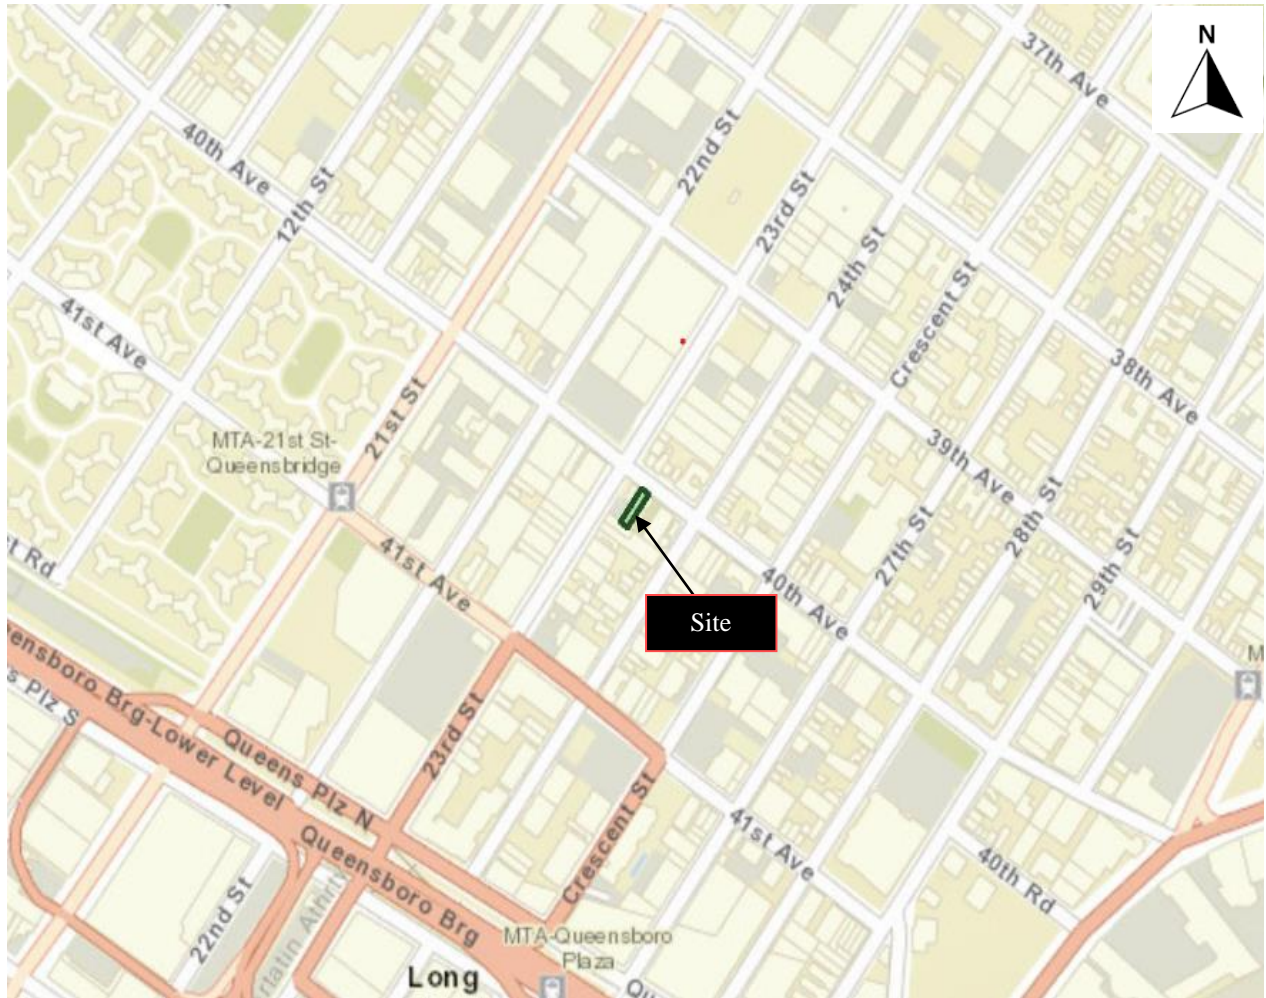 N
37th Ave
40th Ave
12th St
22nd St
23rd St
24th St
Crescent St
41st Ave
38th Ave
21st St
MTA-21st St-
Queensbridge
39th Ave
28th St
27th St
29th St
41st Ave
40th Ave
Site
t Rd
ensboro Brg-Lower Level
s Plz S
23rd St
Queens Plz N
Queensboro Brg
Crescent St
41st Ave
40th Rd
22nd St
MTA-Queensboro
Plaza
Long
M
Qu